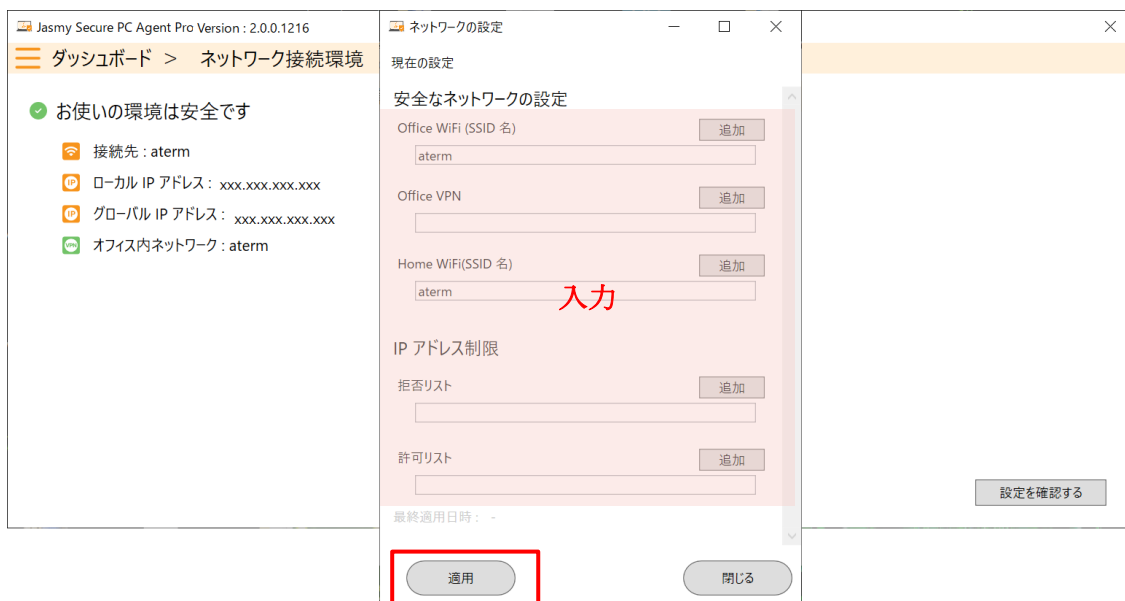 Jasmy Secure PC Agent Pro Version : 2.0.0.1216
ダッシュボード > ネットワーク接続環境
お使いの環境は安全です
接続先 : aterm
ローカル IP アドレス : xxx.xxx.xxx.xxx
グローバル IP アドレス : xxx.xxx.xxx.xxx
オフィス内ネットワーク : aterm
ネットワークの設定
現在の設定
安全なネットワークの設定
Office WiFi (SSID 名) 追加
aterm
Office VPN 追加
Home WiFi(SSID 名) 追加
aterm
入力
IP アドレス制限
拒否リスト 追加
許可リスト 追加
最終適用日時 : -
適用 閉じる
設定を確認する